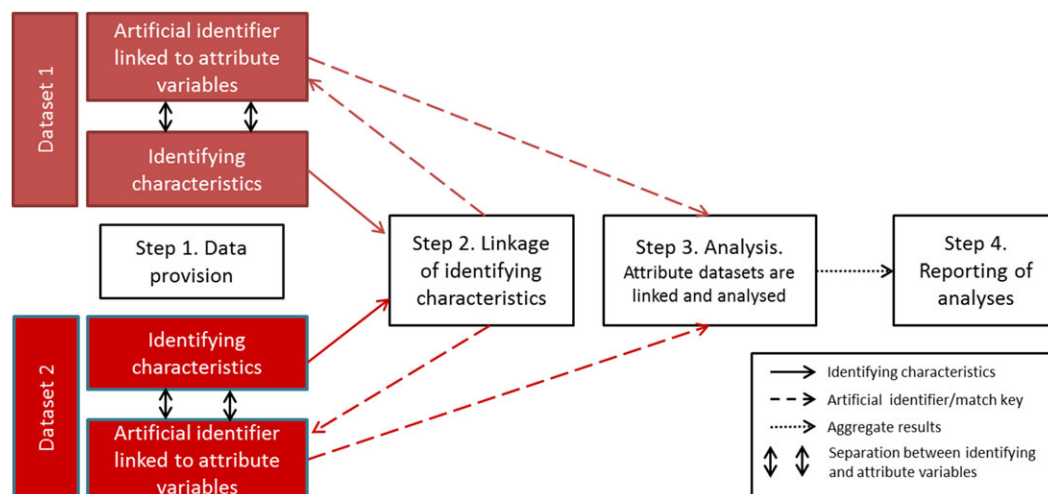 Dataset 1
Artificial identifier
linked to attribute
variables
Identifying
characteristics
Step 1. Data
provision
Step 2. Linkage
of identifying
characteristics
Step 3. Analysis.
Attribute datasets are
linked and analysed
Step 4.
Reporting of
analyses
Dataset 2
Identifying
characteristics
Artificial identifier
linked to attribute
variables
Identifying characteristics
Artificial identifier/match key
Aggregate results
Separation between identifying
and attribute variables